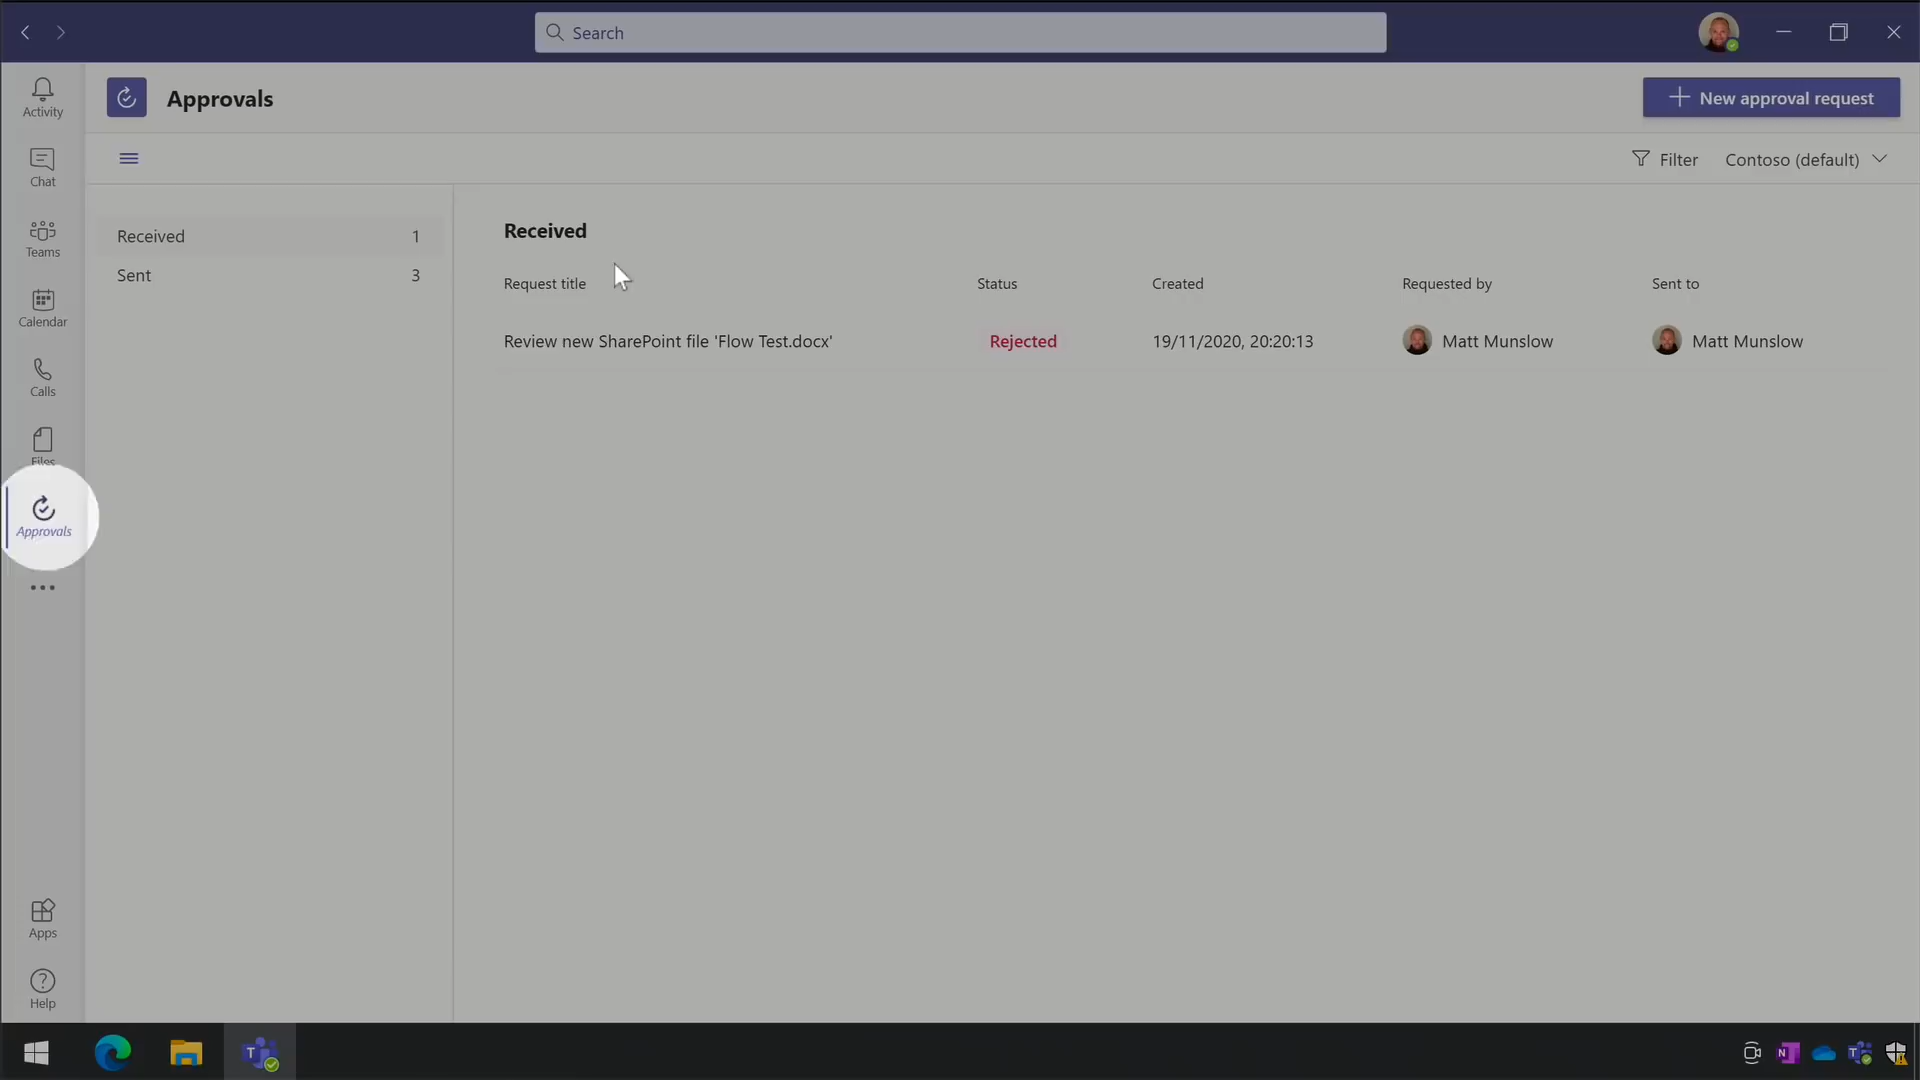 Search
Activity
Chat
Teams
Calendar
Calls
Files
Approvals
Apps
Help
Approvals
New approval request
Filter
Contoso (default)
Received 1
Sent 3
Received
Request title Status Created Requested by Sent to
Review new SharePoint file 'Flow Test.docx' Rejected 19/11/2020, 20:20:13 Matt Munslow Matt Munslow